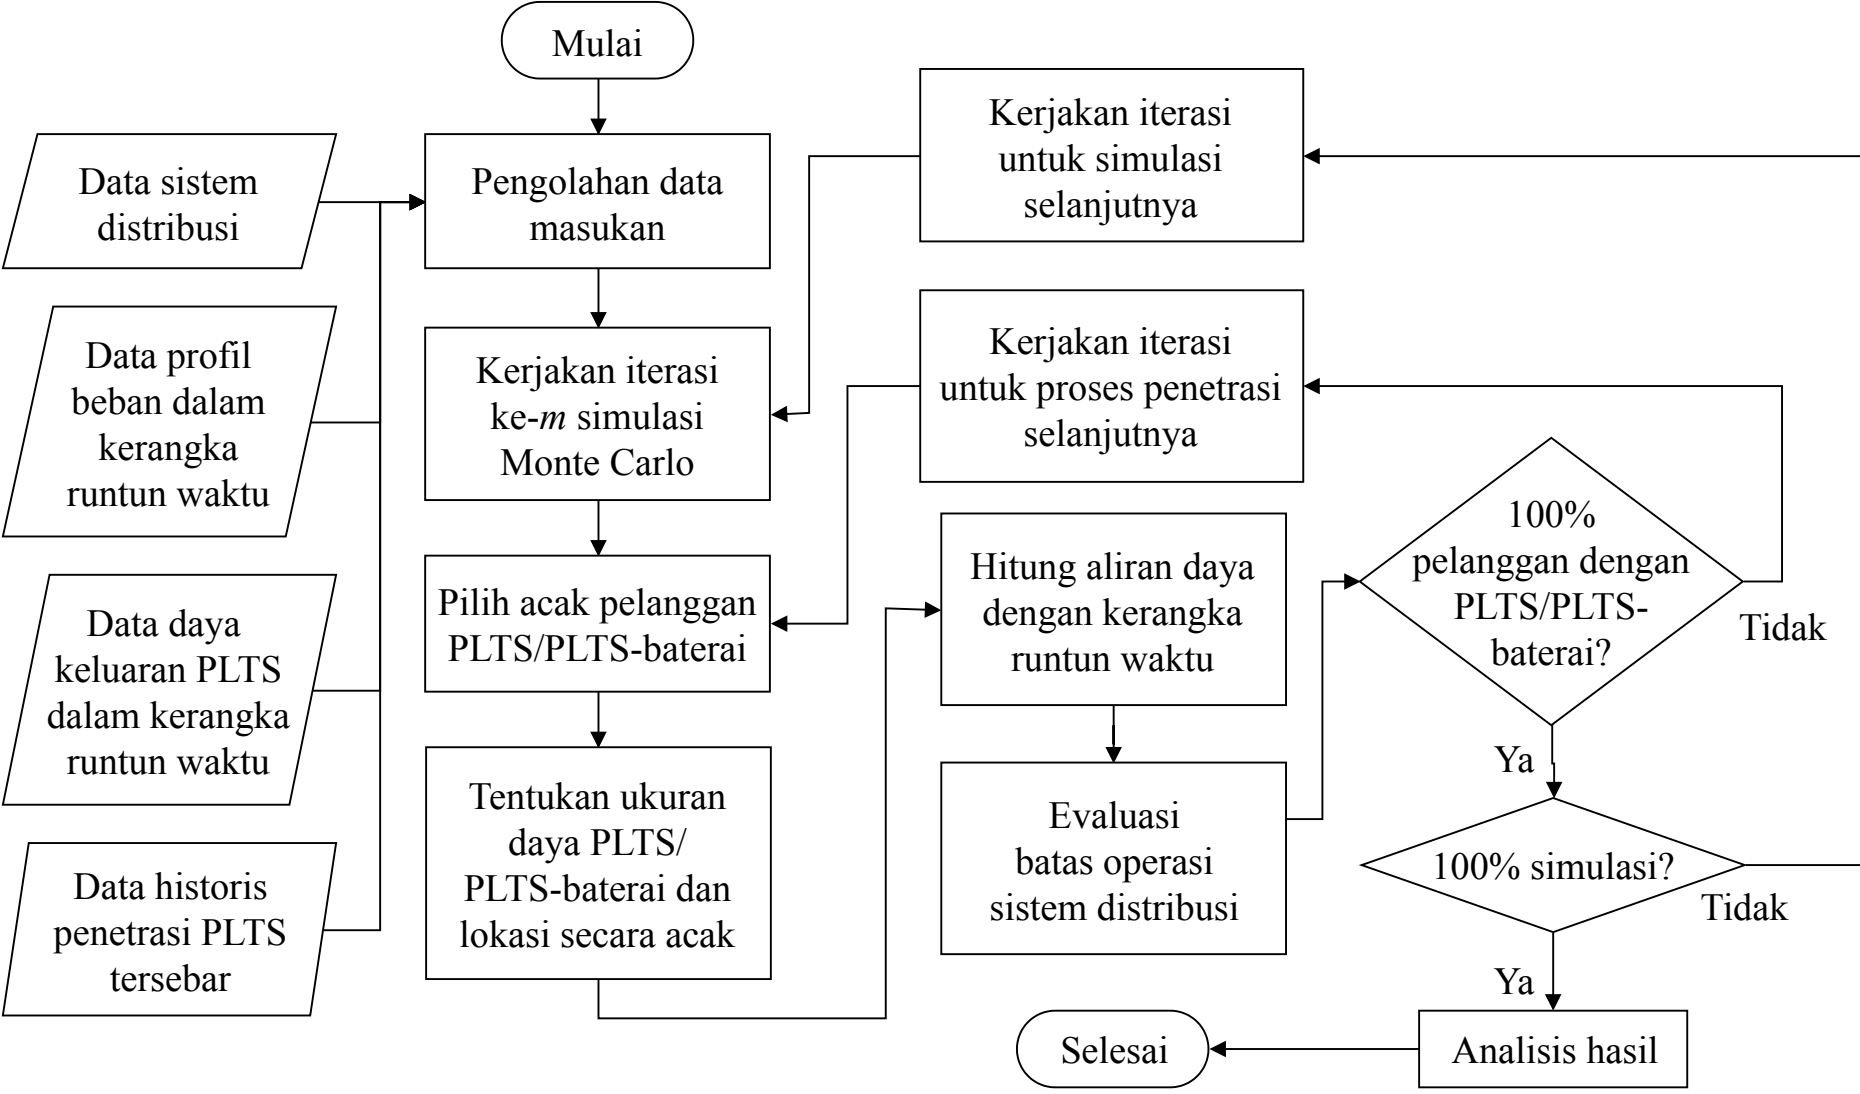 Mulai
Data sistem
distribusi
Data profil
beban dalam
kerangka
runtun waktu
Data daya
keluaran PLTS
dalam kerangka
runtun waktu
Data historis
penetrasi PLTS
tersebar
Pengolahan data
masukan
Kerjakan iterasi
ke-m simulasi
Monte Carlo
Pilih acak pelanggan
PLTS/PLTS-baterai
Tentukan ukuran
daya PLTS/
PLTS-baterai dan
lokasi secara acak
Kerjakan iterasi
untuk simulasi
selanjutnya
Kerjakan iterasi
untuk proses penetrasi
selanjutnya
Hitung aliran daya
dengan kerangka
runtun waktu
Evaluasi
batas operasi
sistem distribusi
100%
pelanggan dengan
PLTS/PLTS-
baterai?
Tidak
Ya
100% simulasi?
Tidak
Ya
Analisis hasil
Selesai